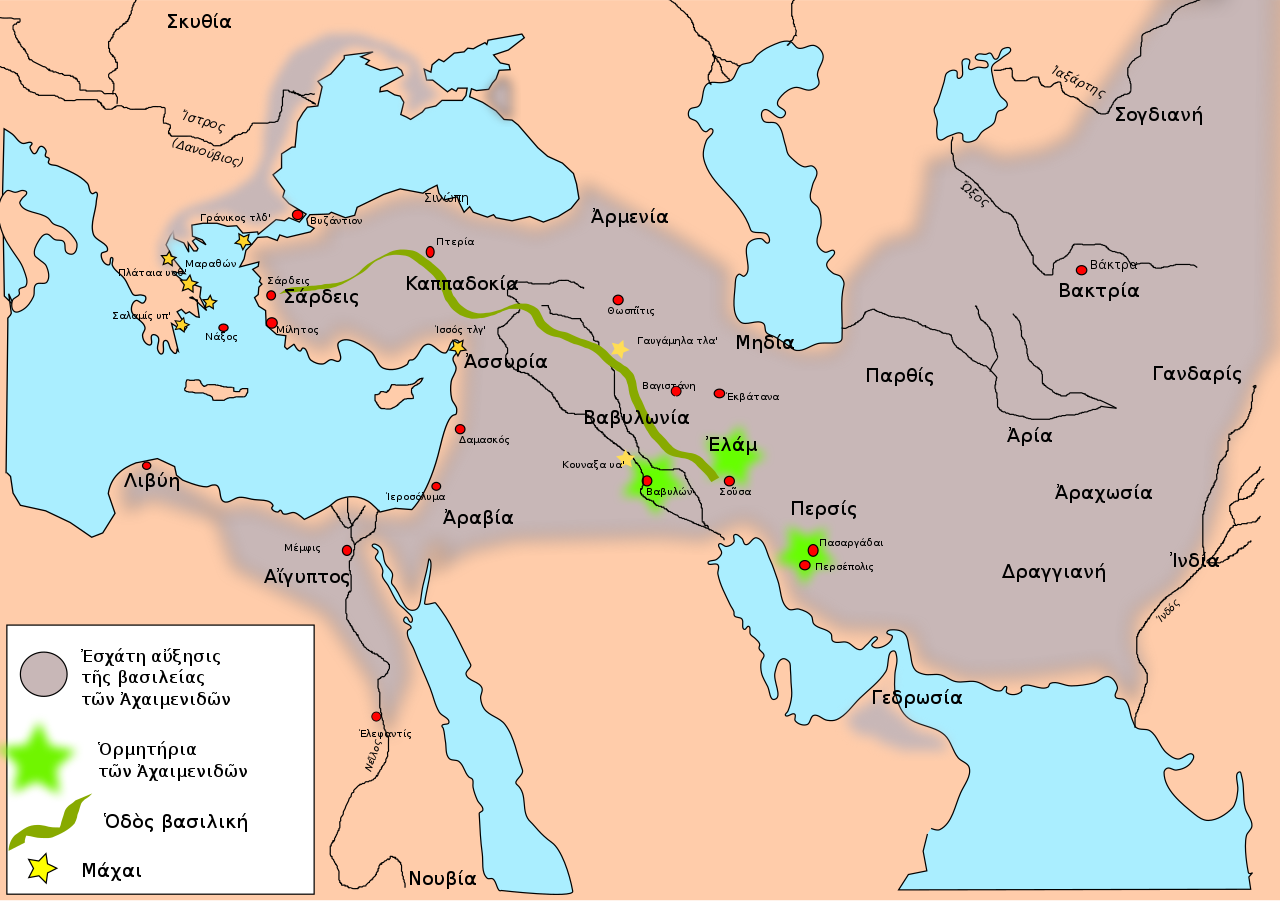 Σκυθία
Ἰαξάρτης
Σογδιανή
Ἴστρος
(Δανούβιος)
Ὦξος
Σινώπη
Γράνικος τλδ'
Βυζάντιον
Ἀρμενία
Πτερία
Μαραθών
Πλάταια υοθ'
Βάκτρα
Βακτρία
Σάρδεις
Σάρδεις
Καππαδοκία
Θωσπῖτις
Σαλαμίς υπ'
Νάξος
Μίλητος
Ἰσσός τλγ'
Γαυγάμηλα τλα'
Μηδία
Ἀσσυρία
Παρθίς
Γανδαρίς
Βαγιστάνη
Ἐκβάτανα
Βαβυλωνία
Ἀρία
Δαμασκός
Ἐλάμ
Κουναξα υα'
Λιβύη
Βαβυλών
Σοῦσα
Ἀραχωσία
Ἱεροσόλυμα
Ἀραβία
Περσίς
Μέμφις
Πασαργάδαι
Περσέπολις
Αἴγυπτος
Δραγγιανή
Ἰνδία
Ἰνδός
Γεδρωσία
Ἐλεφαντίς
Νεῖλος
Νουβία
Ἐσχάτη αὔξησις
τῆς βασιλείας
τῶν Ἀχαιμενιδῶν
Ὁρμητήρια
τῶν Ἀχαιμενιδῶν
Ὁδὸς βασιλική
Μάχαι